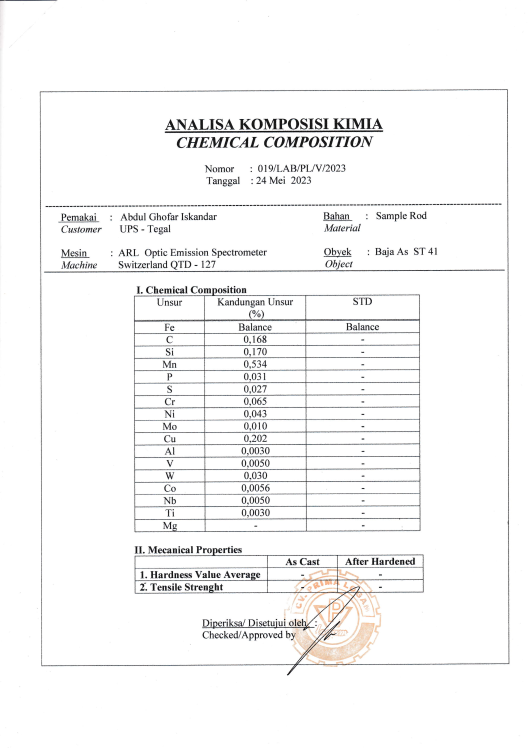 ANALISA KOMPOSISI KIMIA
CHEMICAL COMPOSITION
Nomor : 019/LAB/PL/V/2023
Tanggal : 24 Mei 2023
Pemakai : Abdul Ghofar Iskandar Bahan : Sample Rod
Customer UPS - Tegal Material
Mesin : ARL Optic Emission Spectrometer Obyek : Baja As ST 41
Machine Switzerland QTD - 127 Object
I. Chemical Composition
Unsur Kandungan Unsur STD
(%)
Fe Balance Balance
C 0,168 -
Si 0,170 -
Mn 0,534 -
P 0,031 -
S 0,027 -
Cr 0,065 -
Ni 0,043 -
Mo 0,010 -
Cu 0,202 -
Al 0,0030 -
V 0,0050 -
W 0,030 -
Co 0,0056 -
Nb 0,0050 -
Ti 0,0030 -
Mg - -
II. Mecanical Properties
As Cast After Hardened
1. Hardness Value Average - -
2. Tensile Strenght - -
CV. PRIMA
Diperiksa/ Disetujui oleh :
Checked/Approved by